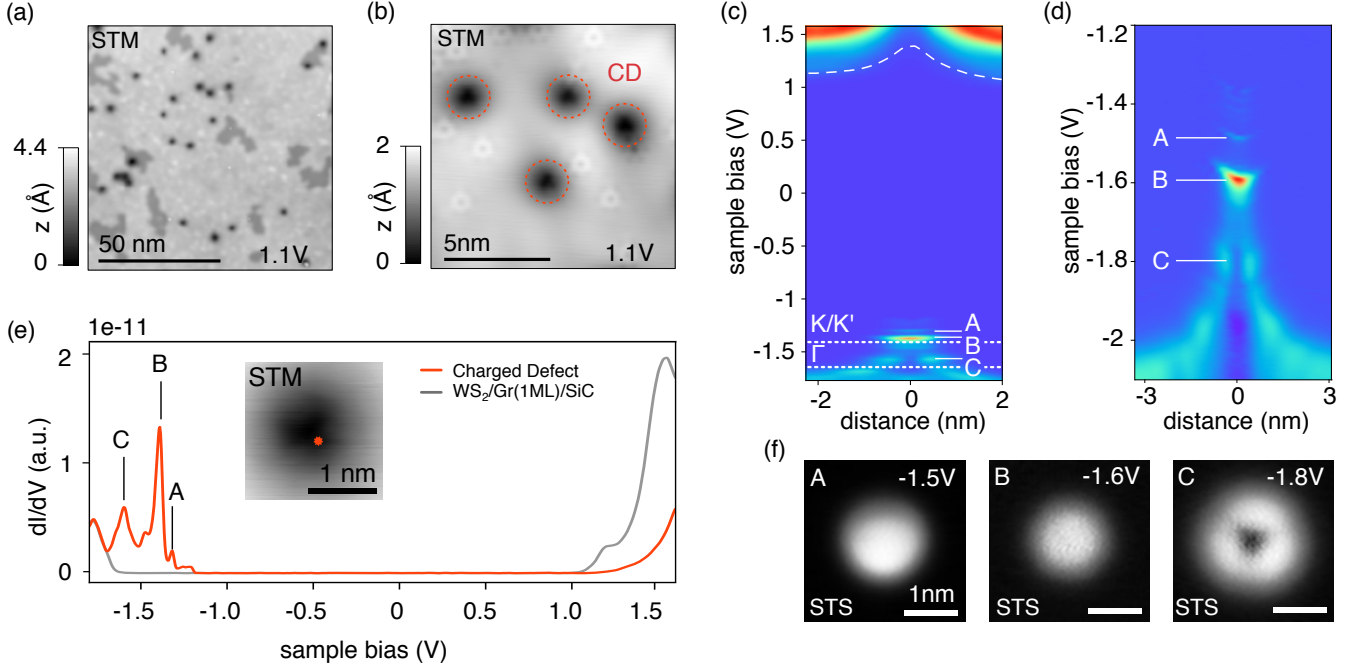 (a)
STM
4.4
0
z (Å)
50 nm
1.1V
(b)
STM
CD
2
0
z (Å)
5nm
1.1V
(c)
1.5
1
0.5
0
-0.5
-1
-1.5
sample bias (V)
K/K'
Γ
A
B
C
-2
0
2
distance (nm)
(d)
-1.2
-1.4
-1.6
-1.8
-2
sample bias (V)
A
B
C
-3
0
3
distance (nm)
(e)
1e-11
2
1
0
dI/dV (a.u.)
C
B
A
STM
1 nm
Charged Defect
WS₂/Gr(1ML)/SiC
-1.5
-1.0
-0.5
0
0.5
1.0
1.5
sample bias (V)
(f)
A
-1.5V
STS
1nm
B
-1.6V
STS
C
-1.8V
STS